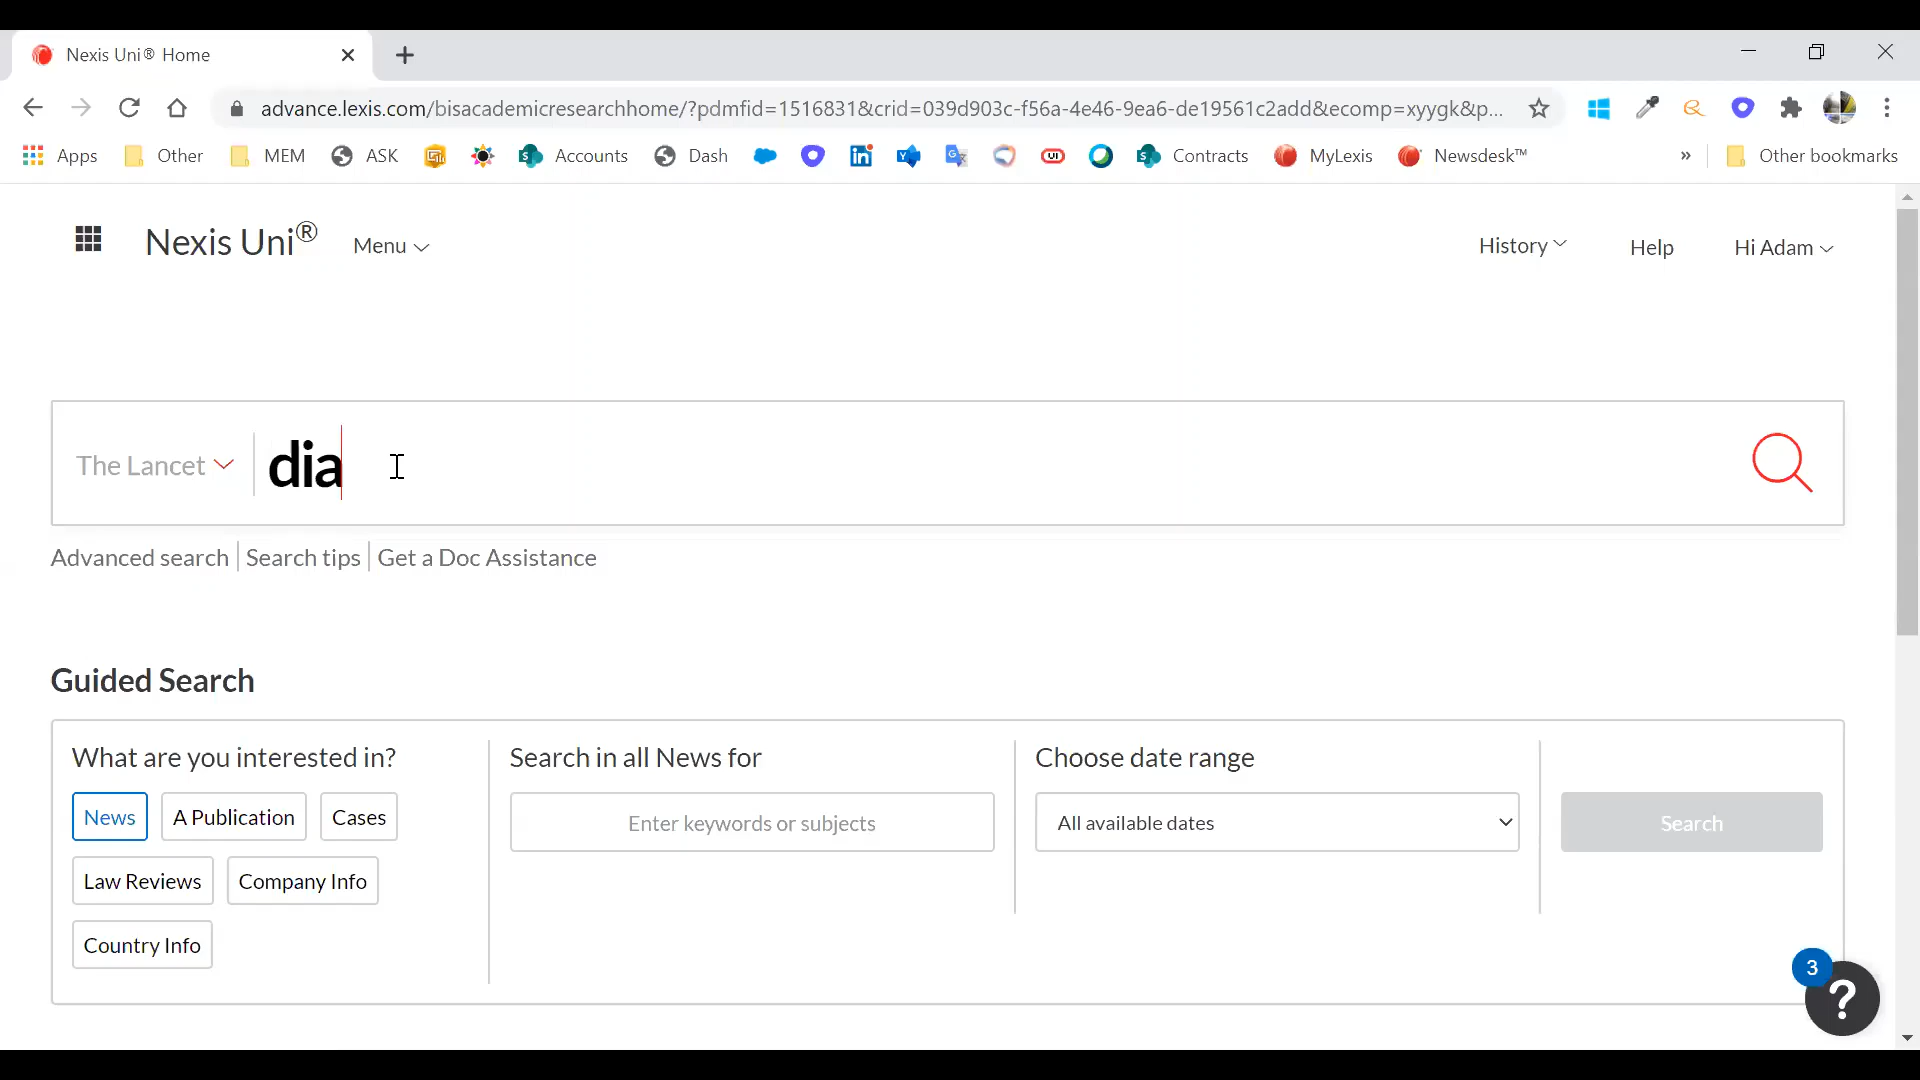 Nexis Uni® Home
advance.lexis.com/bisacademicresearchhome/?pdmfid=1516831&crid=039d903c-f56a-4e46-9ea6-de19561c2add&ecomp=xyygk&p...
Apps Other MEM ASK Accounts Dash Contracts MyLexis Newsdesk™ » Other bookmarks
Nexis Uni® Menu History Help Hi Adam
The Lancet dia
Advanced search Search tips Get a Doc Assistance
Guided Search
What are you interested in? Search in all News for Choose date range
News A Publication Cases Enter keywords or subjects All available dates Search
Law Reviews Company Info
Country Info
3
?